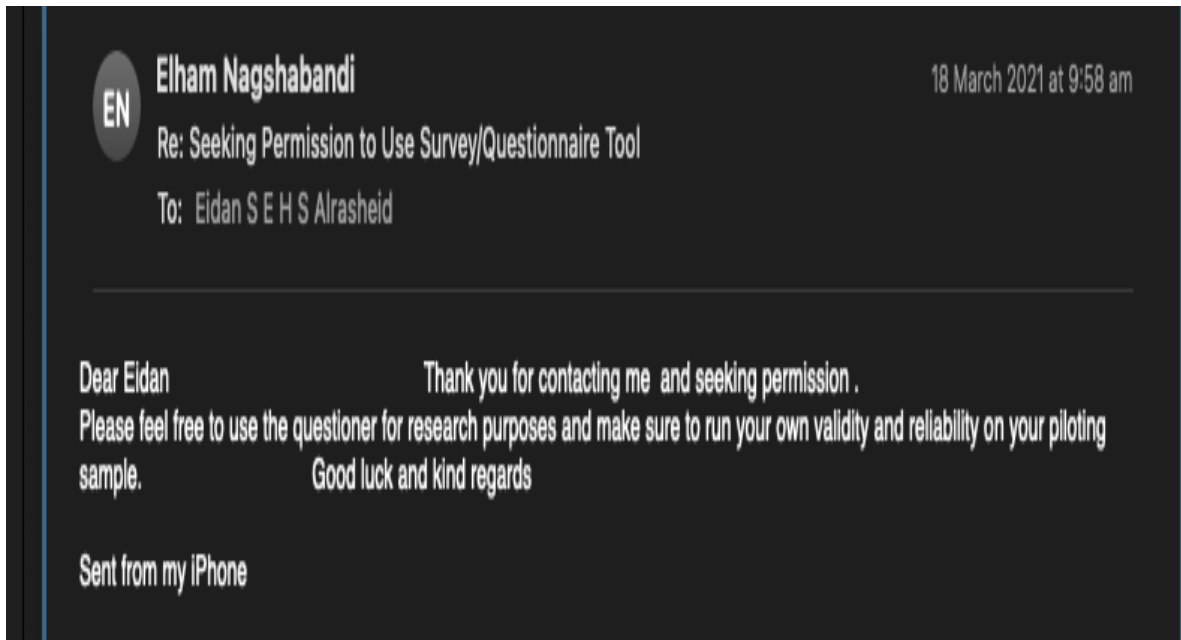 EN
Elham Nagshabandi
18 March 2021 at 9:58 am
Re: Seeking Permission to Use Survey/Questionnaire Tool
To: Eidan S E H S Alrasheid
Dear Eidan Thank you for contacting me and seeking permission .
Please feel free to use the questioner for research purposes and make sure to run your own validity and reliability on your piloting
sample. Good luck and kind regards
Sent from my iPhone